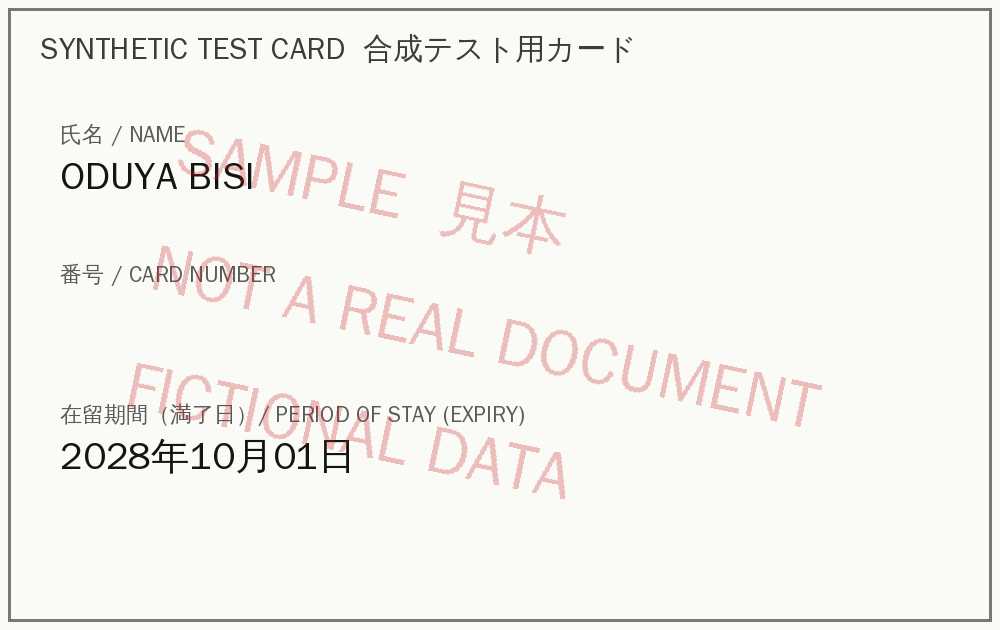 SYNTHETIC TEST CARD 合成テスト用カード
氏名 / NAME
ODUYA BISI
SAMPLE 見本
番号 / CARD NUMBER
NOT A REAL DOCUMENT
在留期間（満了日）/ PERIOD OF STAY (EXPIRY)
FICTIONAL DATA
2028年10月01日